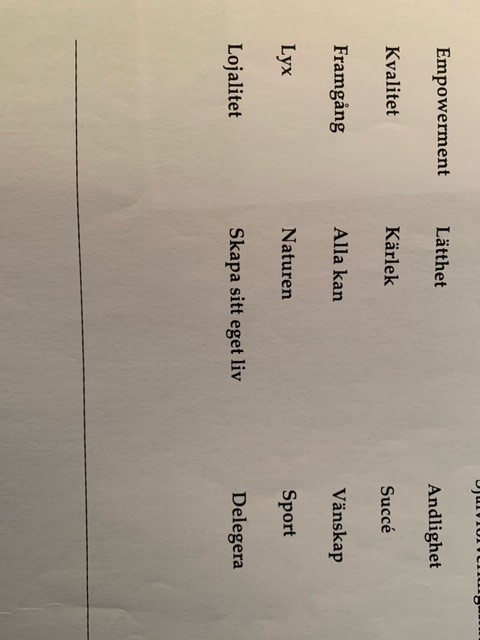 Empowerment Lätthet Andlighet
Kvalitet Kärlek Succé
Framgång Alla kan Vänskap
Lyx Naturen Sport
Lojalitet Skapa sitt eget liv Delegera